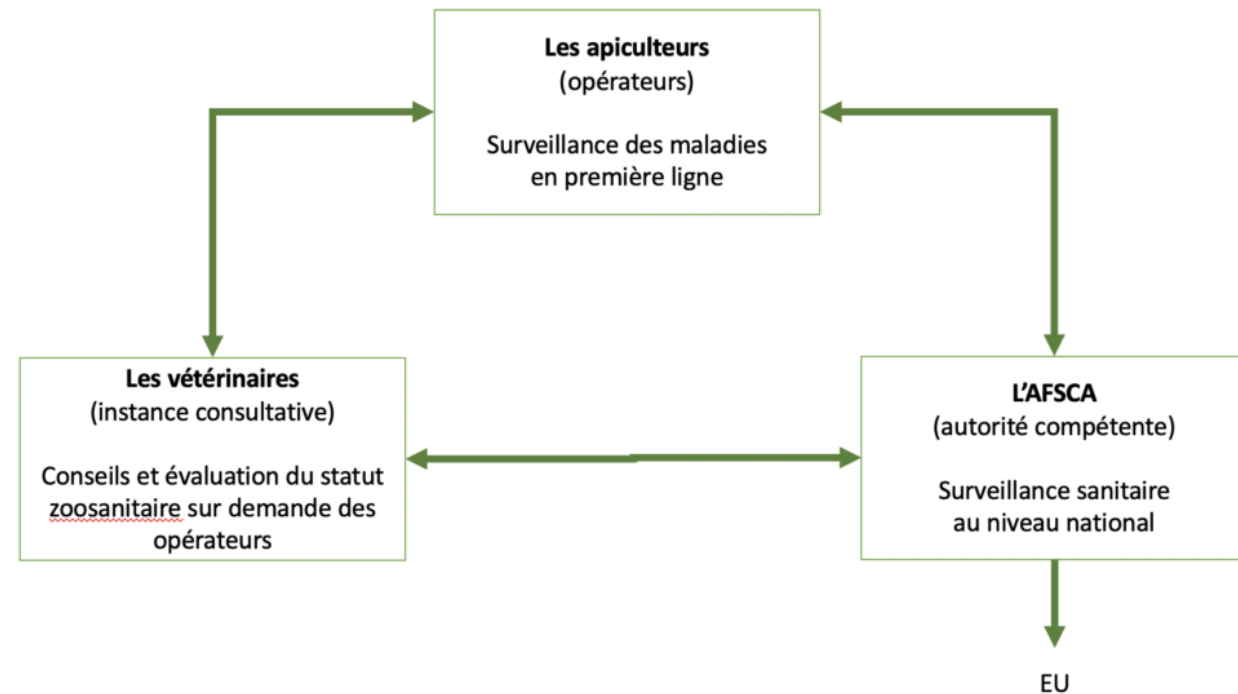 Les apiculteurs
(opérateurs)
Surveillance des maladies
en première ligne
Les vétérinaires
(instance consultative)
Conseils et évaluation du statut
zoosanitaire sur demande des
opérateurs
L'AFSCA
(autorité compétente)
Surveillance sanitaire
au niveau national
EU